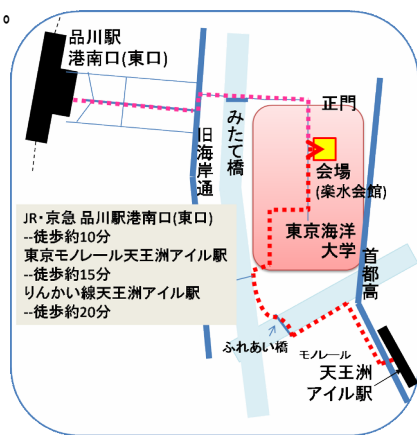 。
品川駅
港南口(東口)
正門
みたて橋
旧海岸通
会場
(楽水会館)
東京海洋
大学
首都高
JR・京急 品川駅港南口(東口)
--徒歩約10分
東京モノレール天王洲アイル駅
--徒歩約15分
りんかい線天王洲アイル駅
--徒歩約20分
ふれあい橋
モノレール
天王洲
アイル駅